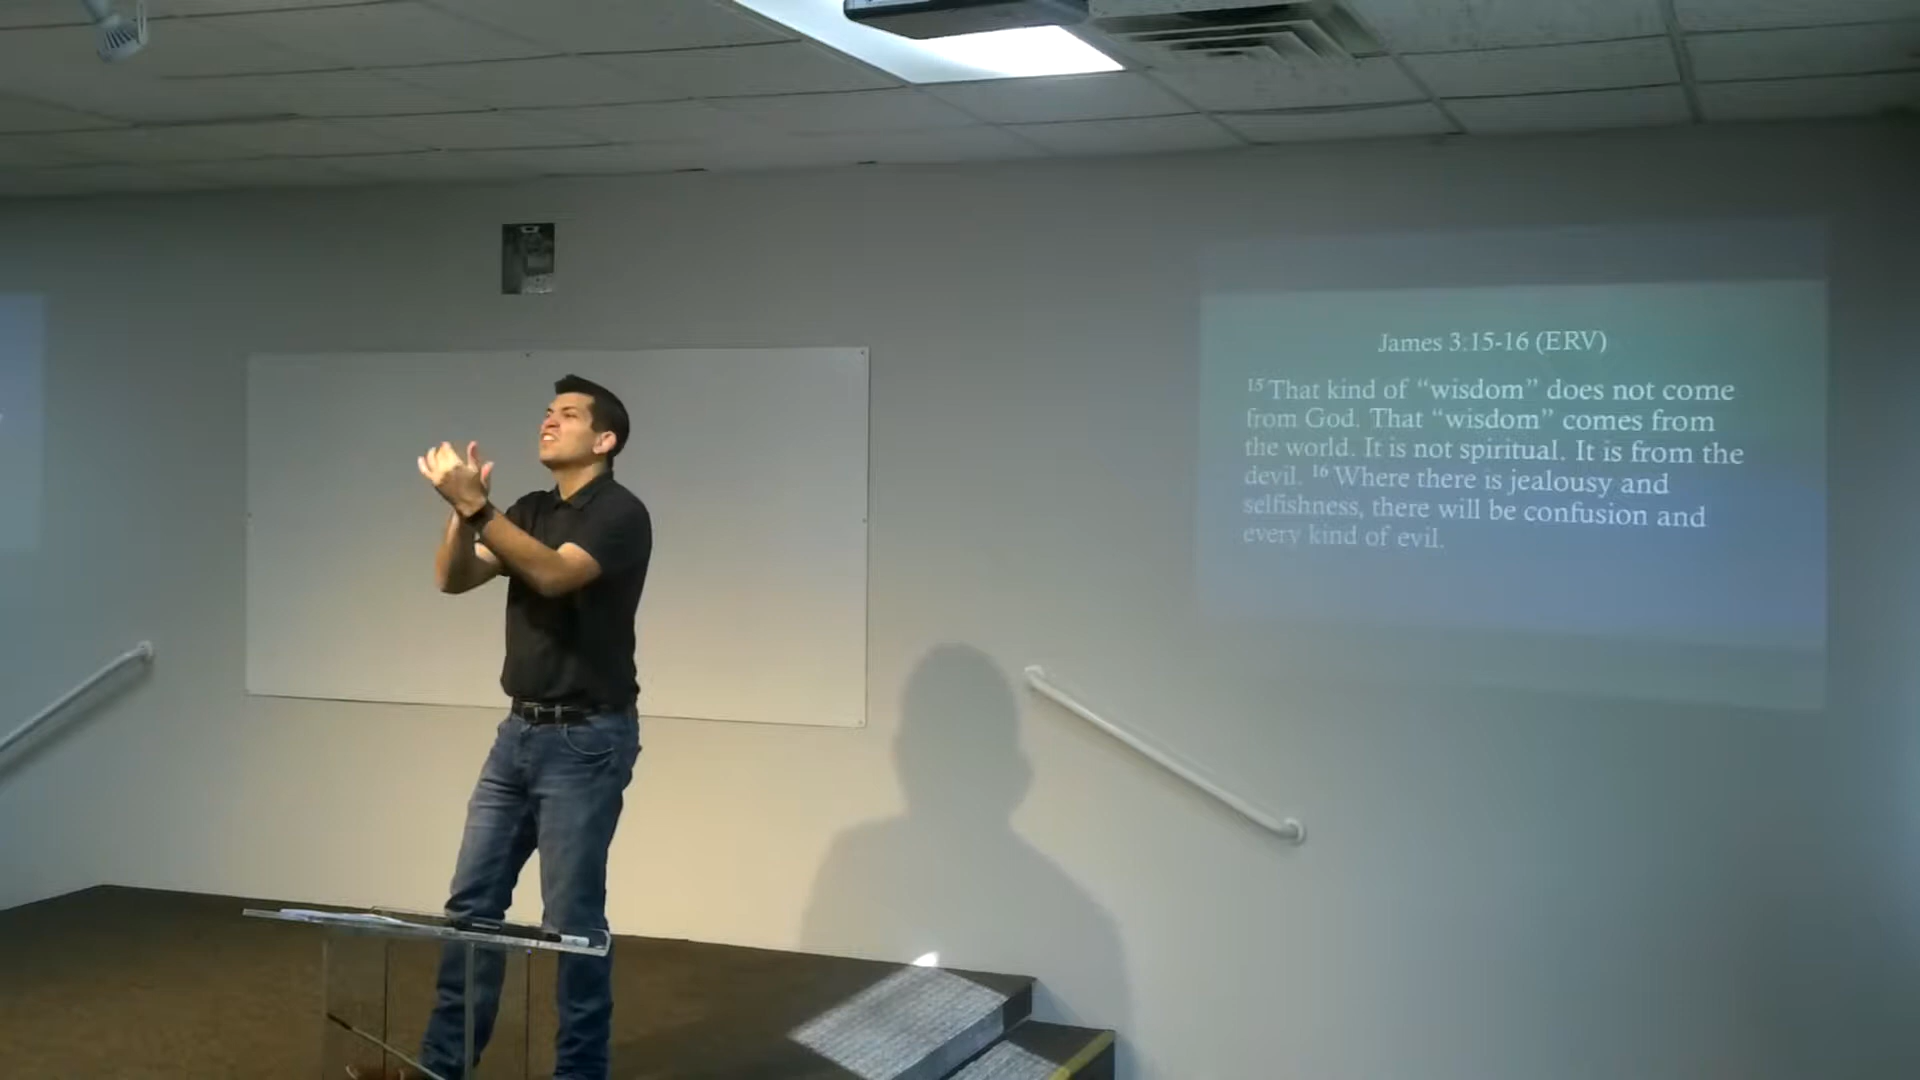 James 3:15-16 (ERV)
15 That kind of “wisdom” does not come
from God. That “wisdom” comes from
the world. It is not spiritual. It is from the
devil. 16 Where there is jealousy and
selfishness, there will be confusion and
every kind of evil.